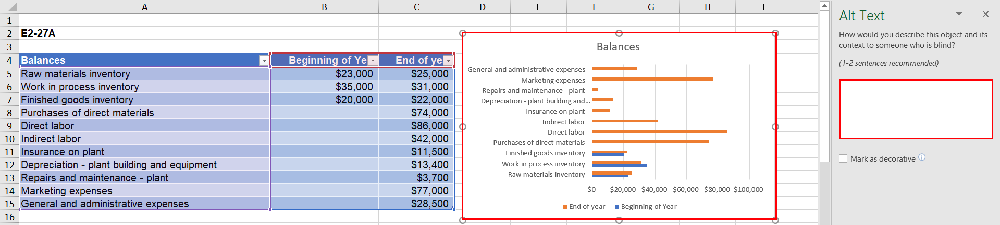 A B C D E F G H I
1
2 E2-27A
3
4 Balances Beginning of Ye End of ye
5 Raw materials inventory $23,000 $25,000
6 Work in process inventory $35,000 $31,000
7 Finished goods inventory $20,000 $22,000
8 Purchases of direct materials $74,000
9 Direct labor $86,000
10 Indirect labor $42,000
11 Insurance on plant $11,500
12 Depreciation - plant building and equipment $13,400
13 Repairs and maintenance - plant $3,700
14 Marketing expenses $77,000
15 General and administrative expenses $28,500
16
Balances
General and administrative expenses
Marketing expenses
Repairs and maintenance - plant
Depreciation - plant building and...
Insurance on plant
Indirect labor
Direct labor
Purchases of direct materials
Finished goods inventory
Work in process inventory
Raw materials inventory
$0 $20,000 $40,000 $60,000 $80,000 $100,000
End of year Beginning of Year
Alt Text
How would you describe this object and its
context to someone who is blind?
(1-2 sentences recommended)
Mark as decorative